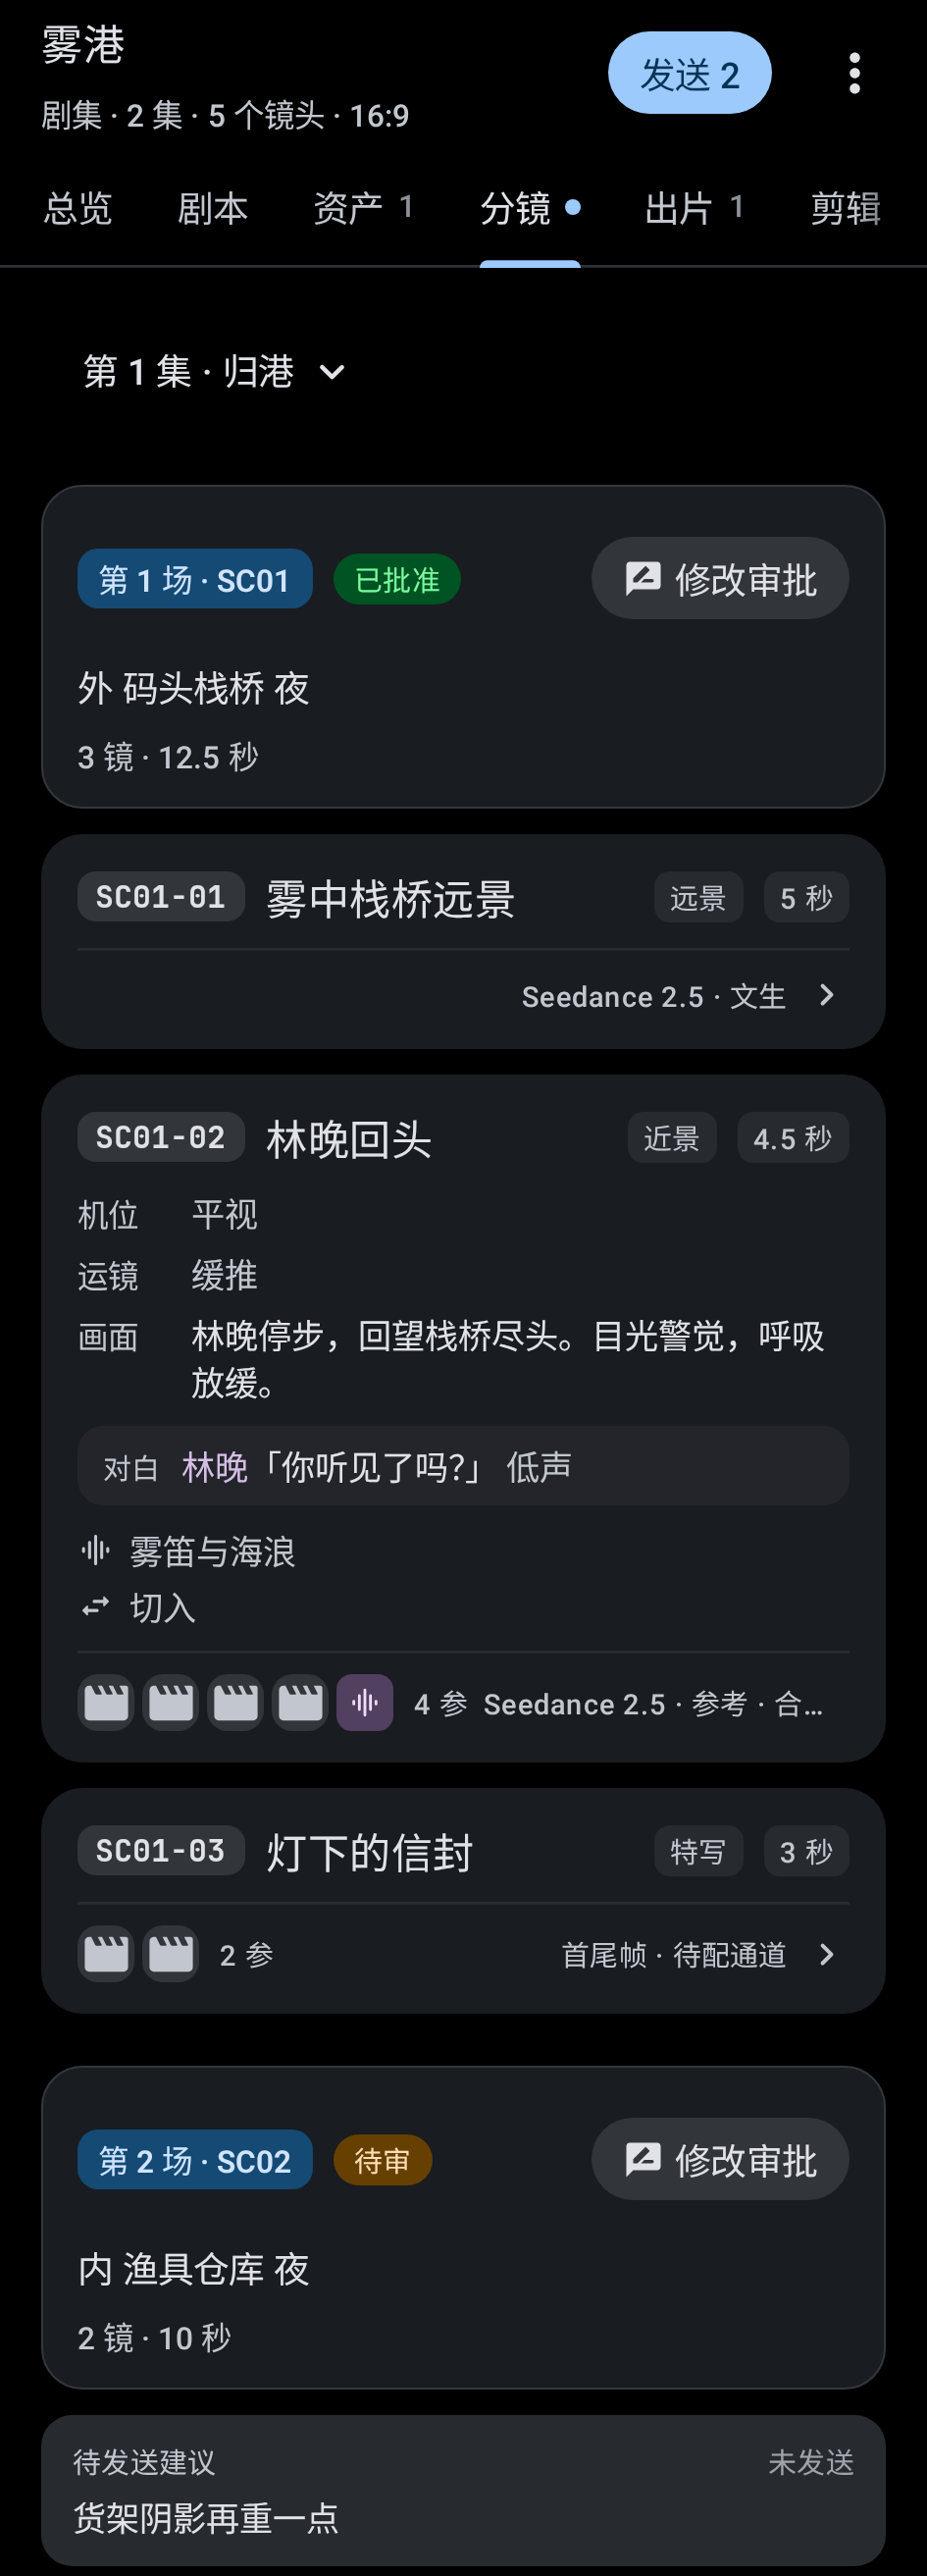 雾港
剧集 · 2 集 · 5 个镜头 · 16:9
发送 2
总览 剧本 资产 1 分镜 出片 1 剪辑
第 1 集 · 归港
第 1 场 · SC01 已批准 修改审批
外 码头栈桥 夜
3 镜 · 12.5 秒
SC01-01 雾中栈桥远景 远景 5 秒
Seedance 2.5 · 文生
SC01-02 林晚回头 近景 4.5 秒
机位 平视
运镜 缓推
画面 林晚停步，回望栈桥尽头。目光警觉，呼吸
放缓。
对白 林晚「你听见了吗？」 低声
雾笛与海浪
切入
4 参 Seedance 2.5 · 参考 · 合…
SC01-03 灯下的信封 特写 3 秒
2 参 首尾帧 · 待配通道
第 2 场 · SC02 待审 修改审批
内 渔具仓库 夜
2 镜 · 10 秒
待发送建议 未发送
货架阴影再重一点